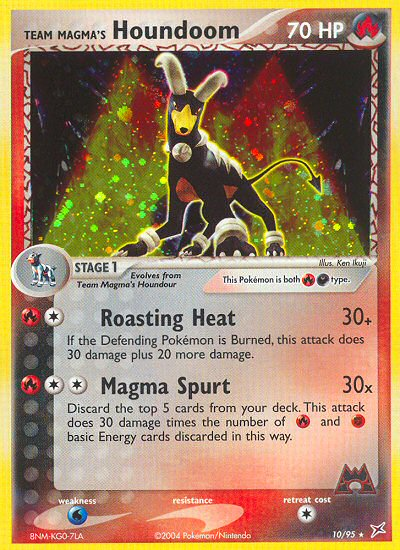 TEAM MAGMA'S Houndoom 70 HP
Illus. Ken Ikuji
STAGE 1
Evolves from
Team Magma's Houndour
This Pokémon is both type.
Roasting Heat 30+
If the Defending Pokémon is Burned, this attack does
30 damage plus 20 more damage.
Magma Spurt 30x
Discard the top 5 cards from your deck. This attack
does 30 damage times the number of and
basic Energy cards discarded in this way.
weakness resistance retreat cost
8NM-KG0-7LA ©2004 Pokémon/Nintendo 10/95 ★